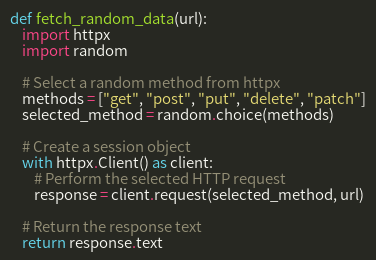 def fetch_random_data(url):
    import httpx
    import random

    # Select a random method from httpx
    methods = ["get", "post", "put", "delete", "patch"]
    selected_method = random.choice(methods)

    # Create a session object
    with httpx.Client() as client:
        # Perform the selected HTTP request
        response = client.request(selected_method, url)

    # Return the response text
    return response.text